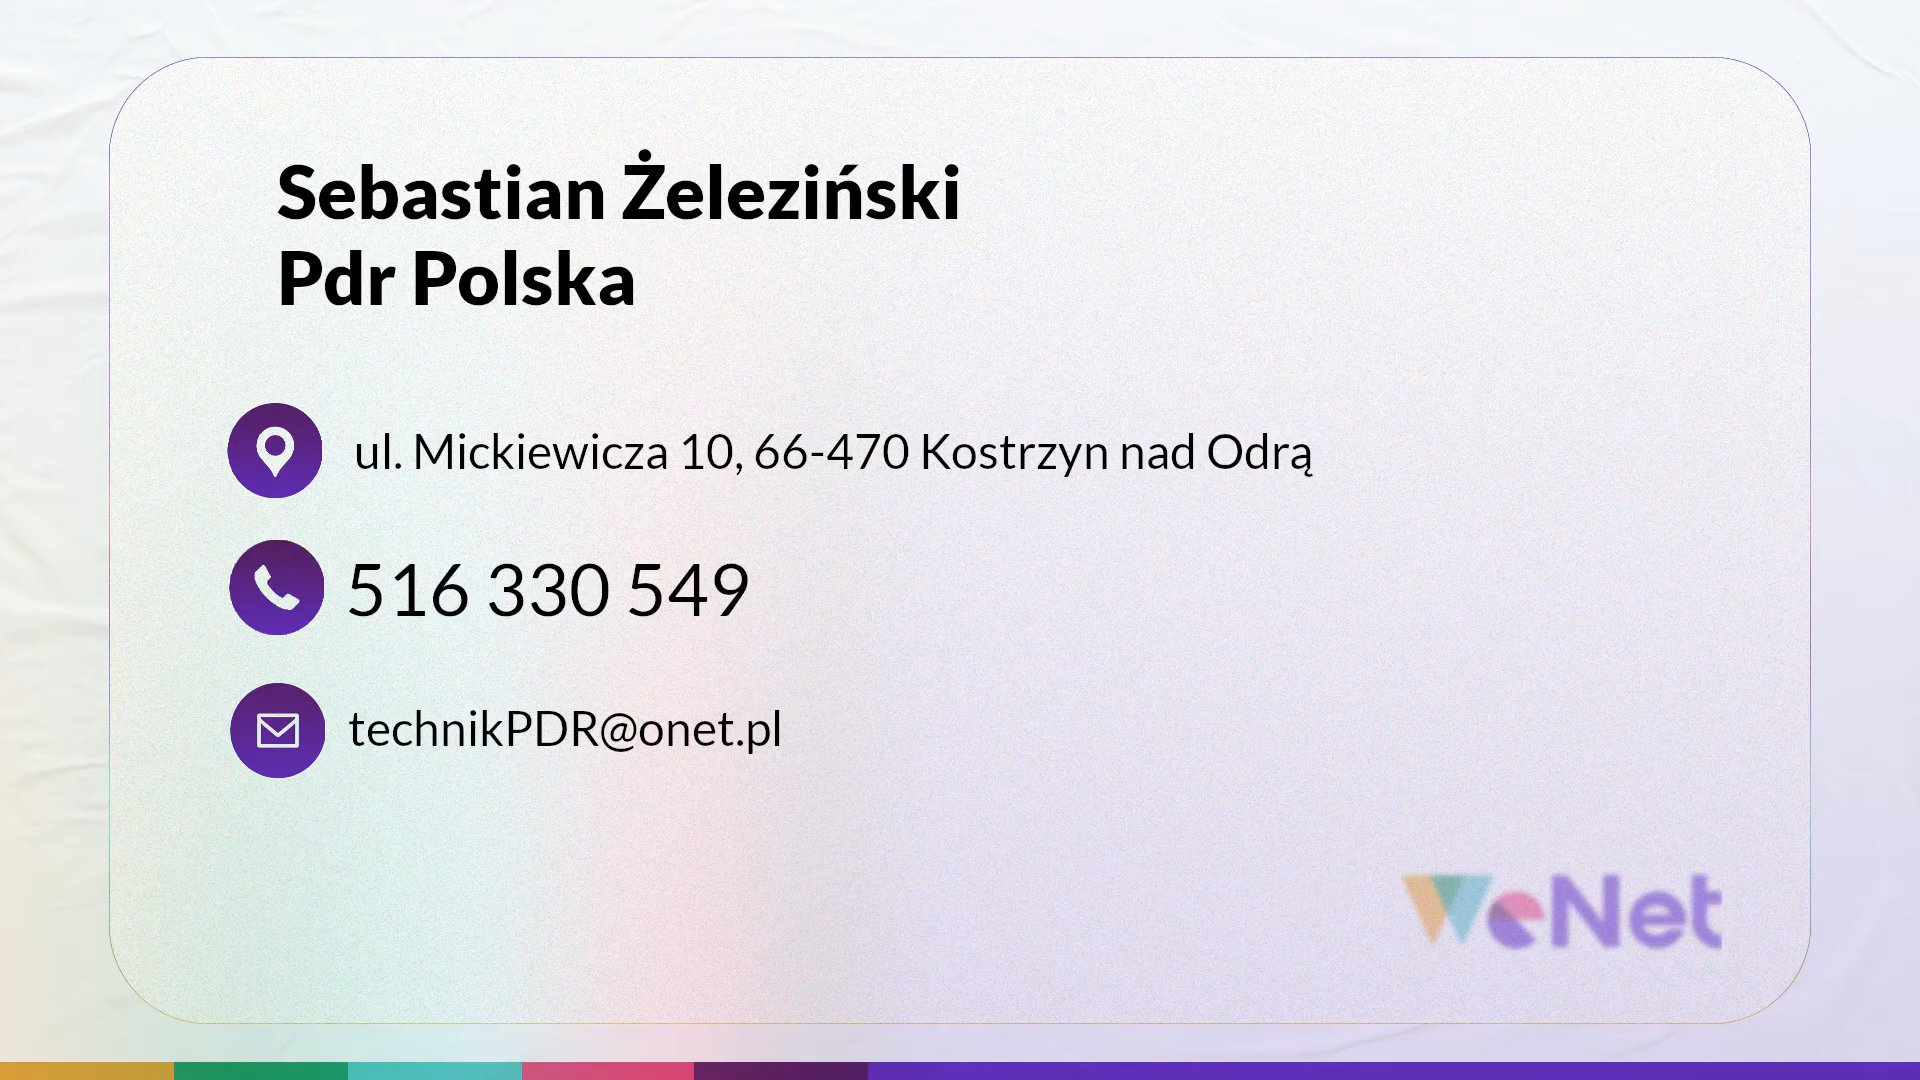 Sebastian Żeleziński
Pdr Polska
ul. Mickiewicza 10, 66-470 Kostrzyn nad Odrą
516 330 549
technikPDR@onet.pl
WeNet